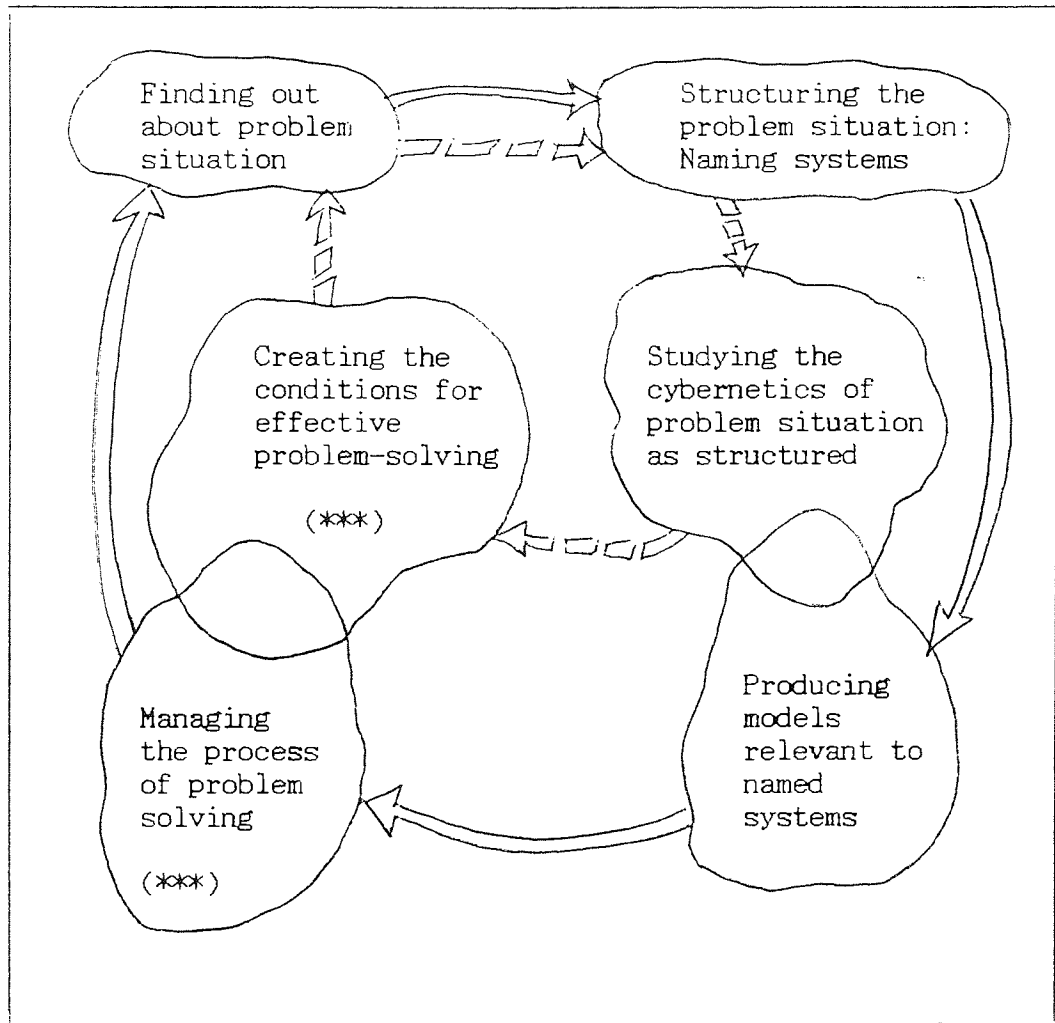 Finding out
about problem
situation
Structuring the
problem situation:
Naming systems
Creating the
conditions for
effective
problem-solving
(***)
Studying the
cybernetics of
problem situation
as structured
Managing
the process
of problem
solving
(***)
Producing
models
relevant to
named
systems